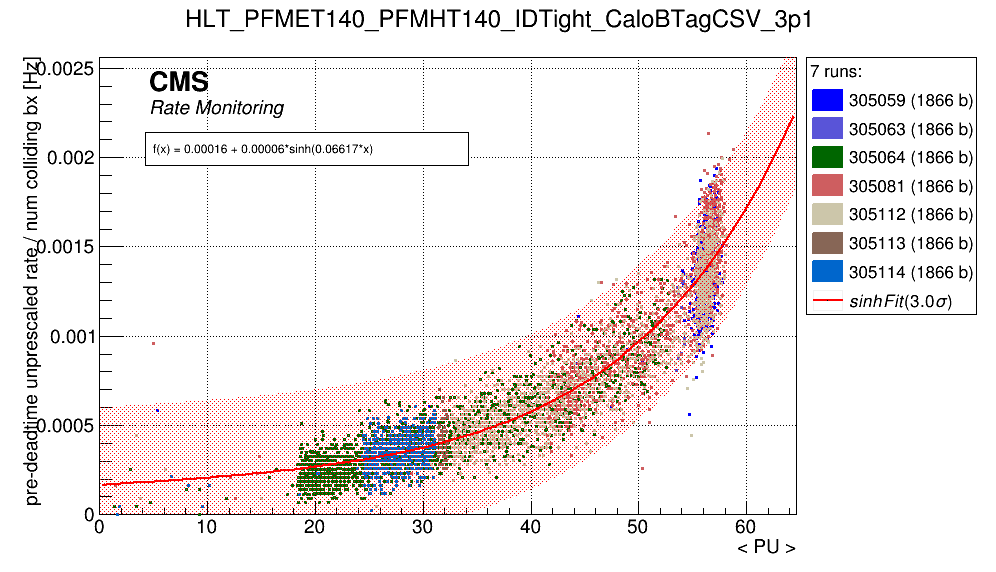 HLT_PFMET140_PFMHT140_IDTight_CaloBTagCSV_3p1
pre-deadtime unprescaled rate / num colliding bx [Hz]
0.0025
0.002
0.0015
0.001
0.0005
0
CMS
Rate Monitoring
f(x) = 0.00016 + 0.00006*sinh(0.06617*x)
0 10 20 30 40 50 60
< PU >
7 runs:
305059 (1866 b)
305063 (1866 b)
305064 (1866 b)
305081 (1866 b)
305112 (1866 b)
305113 (1866 b)
305114 (1866 b)
sinhFit(3.0σ)